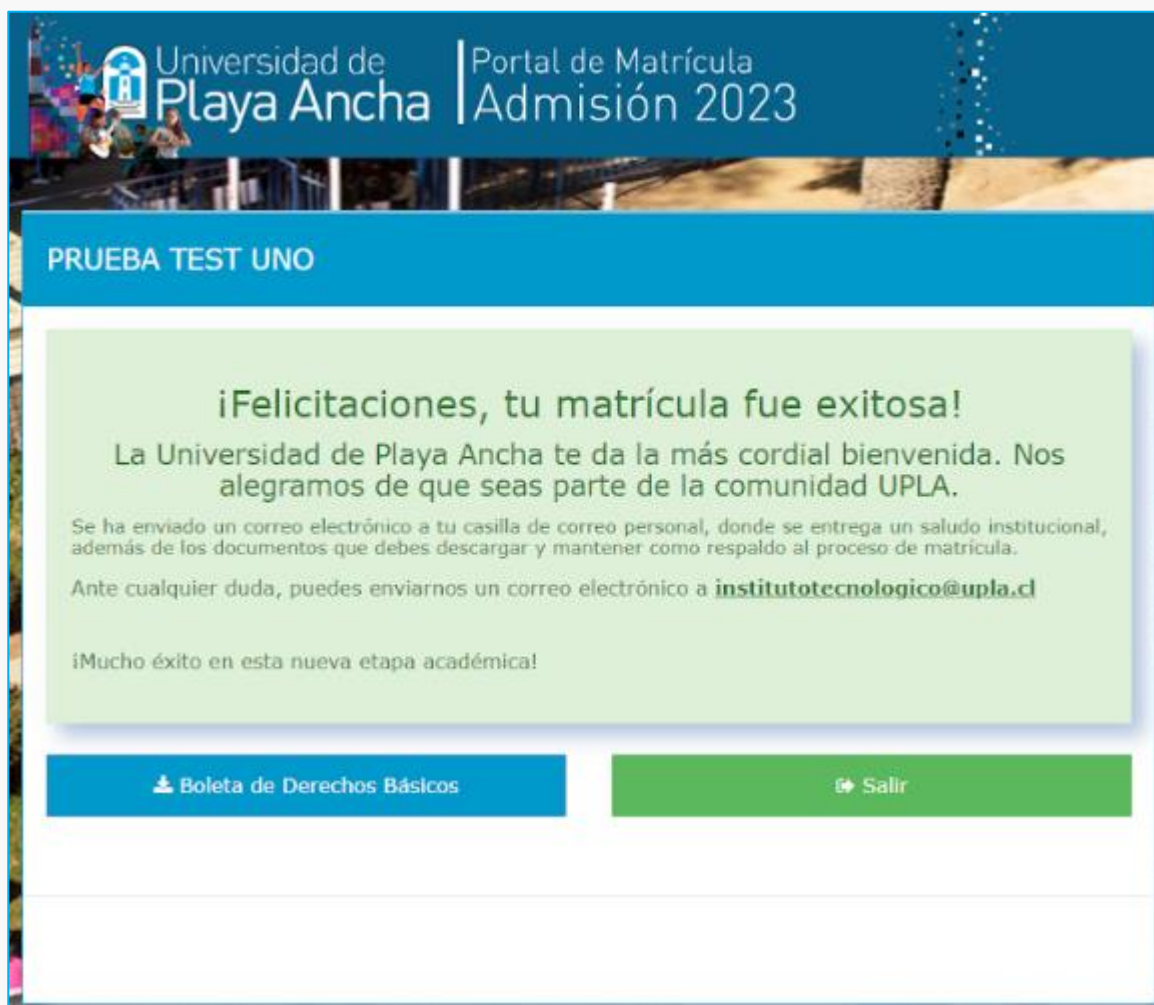 Universidad de
Playa Ancha
Portal de Matrícula
Admisión 2023
PRUEBA TEST UNO
¡Felicitaciones, tu matrícula fue exitosa!
La Universidad de Playa Ancha te da la más cordial bienvenida. Nos
alegramos de que seas parte de la comunidad UPLA.
Se ha enviado un correo electrónico a tu casilla de correo personal, donde se entrega un saludo institucional,
además de los documentos que debes descargar y mantener como respaldo al proceso de matrícula.
Ante cualquier duda, puedes enviarnos un correo electrónico a institutotecnologico@upla.cl
¡Mucho éxito en esta nueva etapa académica!
Boleta de Derechos Básicos
Salir